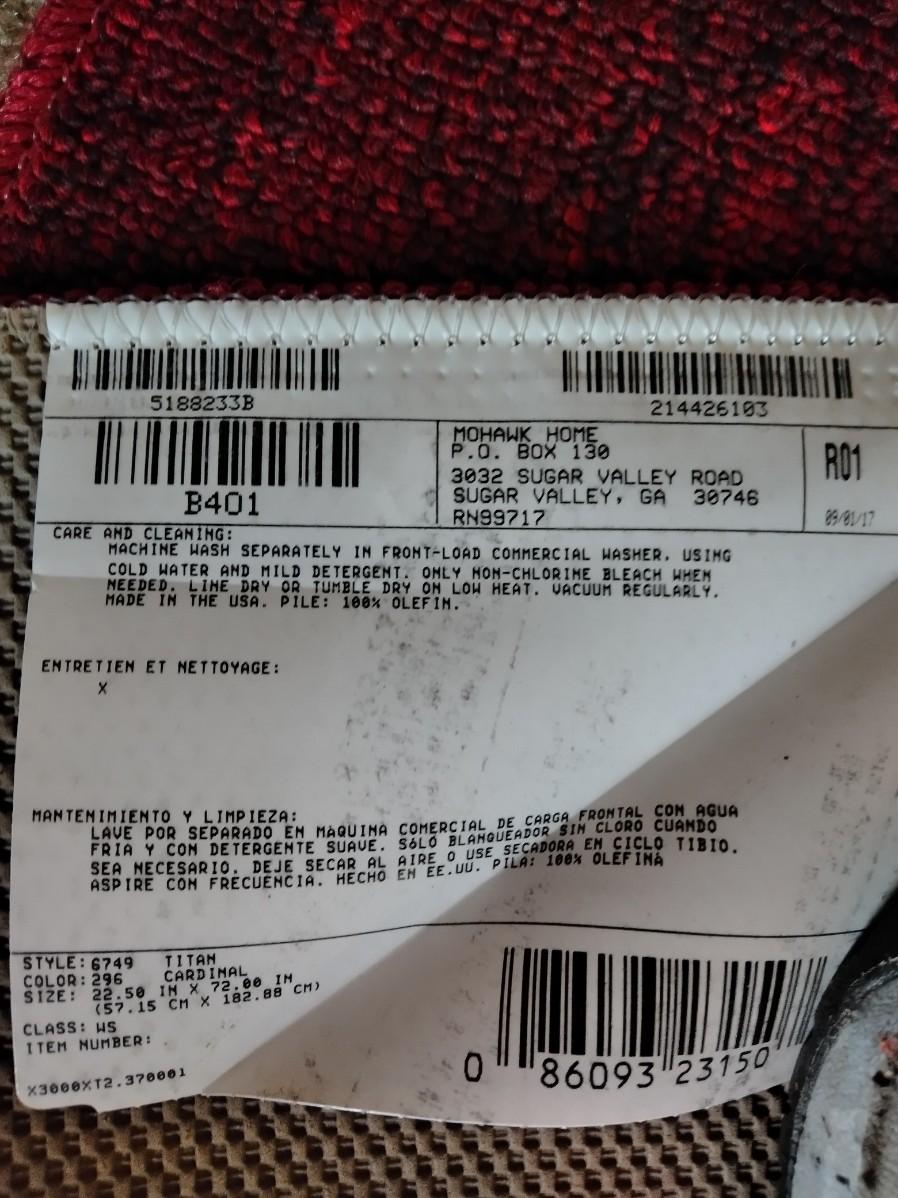 5188233B
214426103
B401
MOHAWK HOME
P.O. BOX 130
3032 SUGAR VALLEY ROAD
SUGAR VALLEY, GA 30746
RN99717
R01
09/01/17
CARE AND CLEANING:
MACHINE WASH SEPARATELY IN FRONT-LOAD COMMERCIAL WASHER. USING
COLD WATER AND MILD DETERGENT. ONLY NON-CHLORINE BLEACH WHEN
NEEDED. LINE DRY OR TUMBLE DRY ON LOW HEAT. VACUUM REGULARLY.
MADE IN THE USA. PILE: 100% OLEFIN.
ENTRETIEN ET NETTOYAGE:
X
MANTENIMIENTO Y LIMPIEZA:
LAVE POR SEPARADO EN MÁQUINA COMERCIAL DE CARGA FRONTAL CON AGUA
FRIA Y CON DETERGENTE SUAVE. SóLO BLANQUEADOR SIN CLORO CUANDO
SEA NECESARIO. DEJE SECAR AL AIRE O USE SECADORA EN CICLO TIBIO.
ASPIRE CON FRECUENCIA. HECHO EN EE.UU. PILA: 100% OLEFINA
STYLE: 6749 TITAN
COLOR: 296 CARDINAL
SIZE: 22.50 IN X 72.00 IN
(57.15 CM X 182.88 CM)
CLASS: WS
ITEM NUMBER:
X3000XT2.370001
0 86093 23150